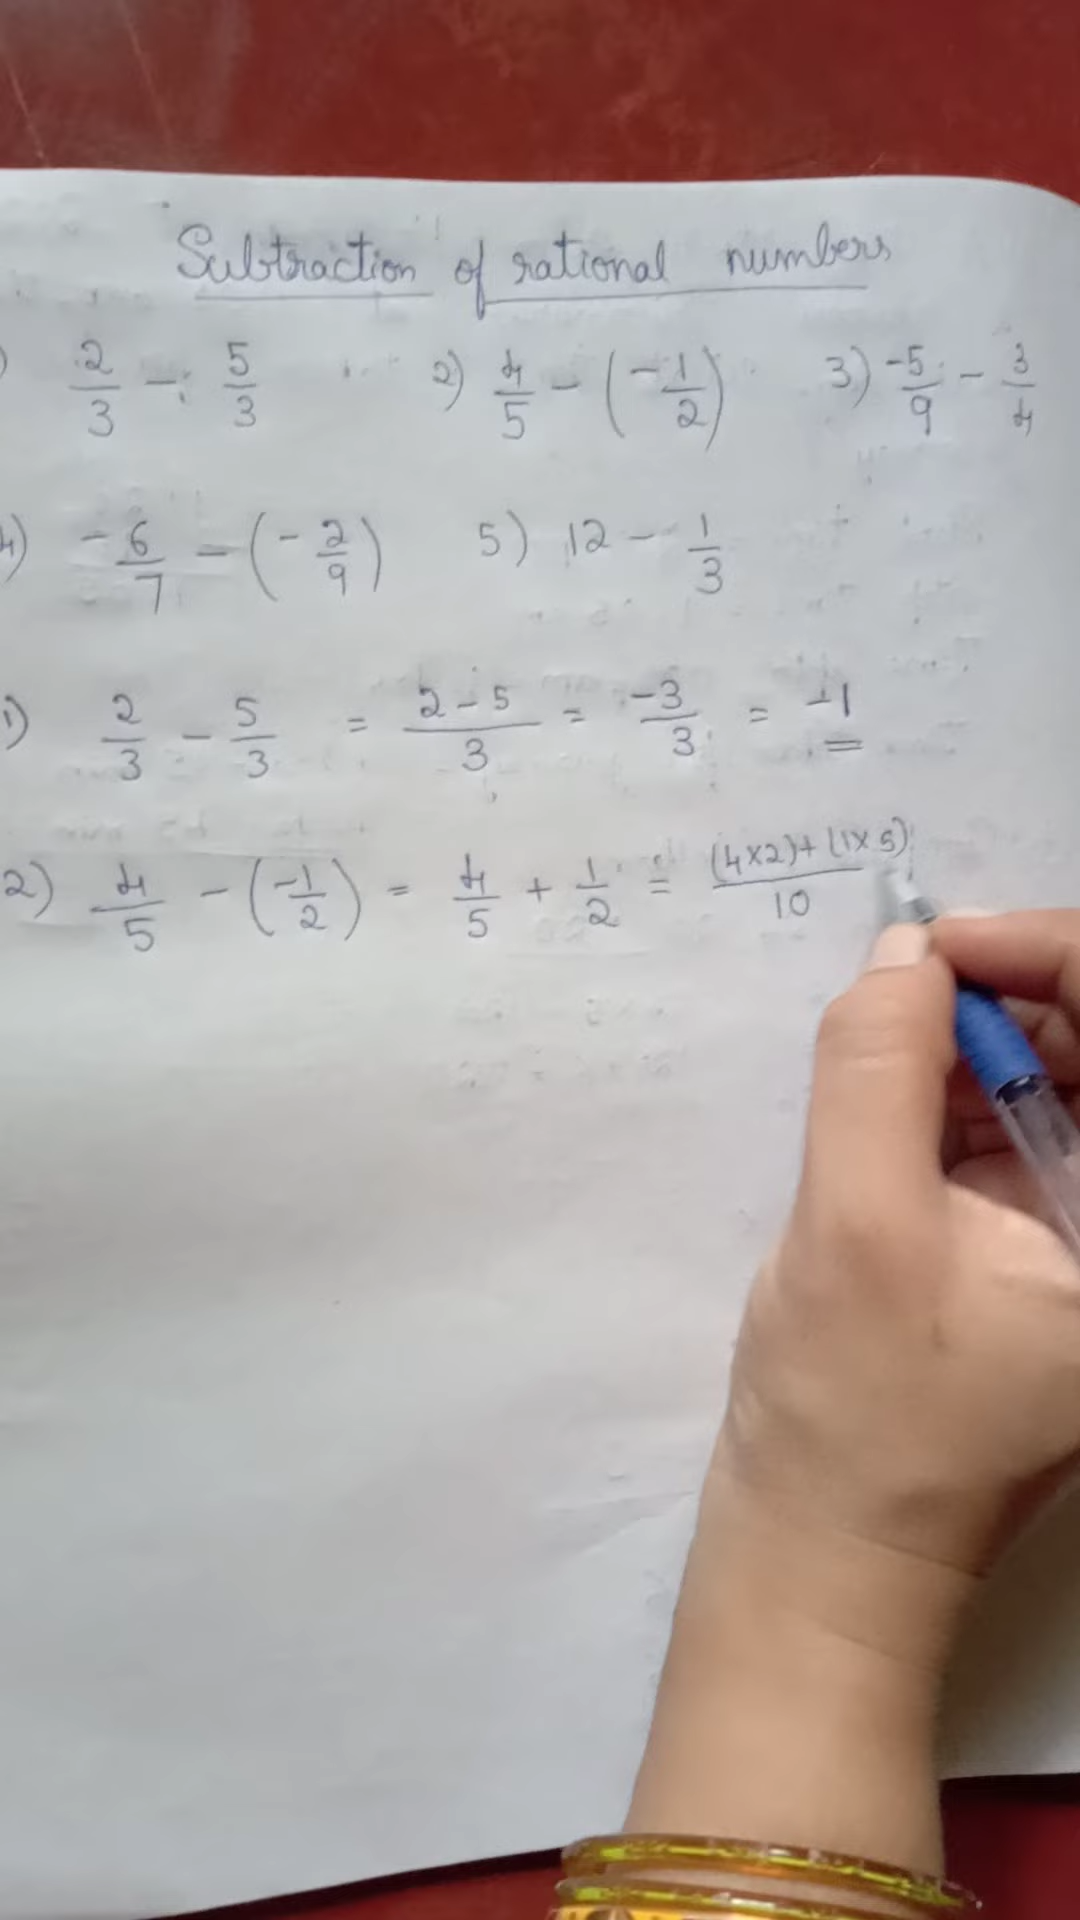 Subtraction of rational numbers
) 2/3 - 5/3 2) 4/5 - (-1/2) 3) -5/9 - 3/4
4) -6/7 - (-2/9) 5) 12 - 1/3
1) 2/3 - 5/3 = 2-5/3 = -3/3 = -1
2) 4/5 - (-1/2) = 4/5 + 1/2 = (4×2)+(1×5)/10